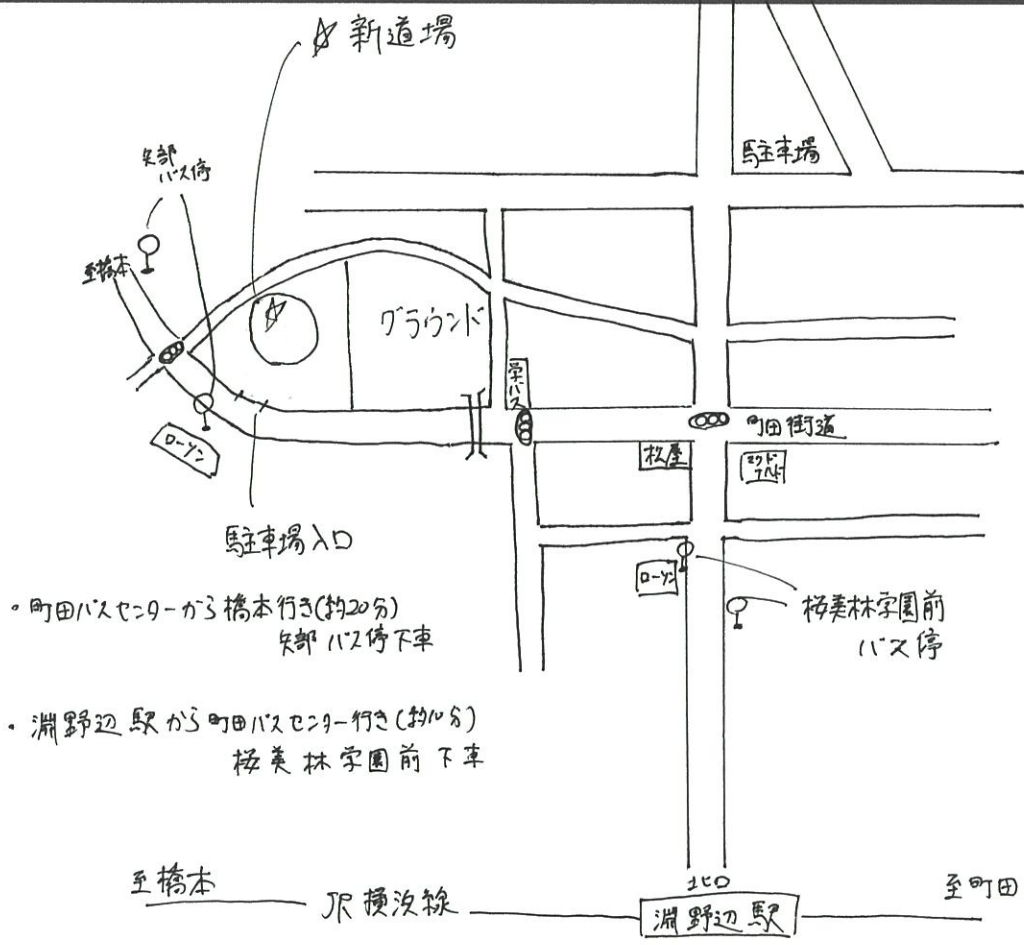 ☆ 新道場
駐車場
矢部
バス停
至橋本
グラウンド
学バス
町田街道
ローソン
松屋
マクド
ナルド
駐車場入口
ローソン
・町田バスセンターから橋本行き(約20分)
矢部 バス停下車
桜美林学園前
バス停
・淵野辺駅から町田バスセンター行き(約10分)
桜美林学園前下車
北口
至橋本
JR横浜線
淵野辺駅
至町田